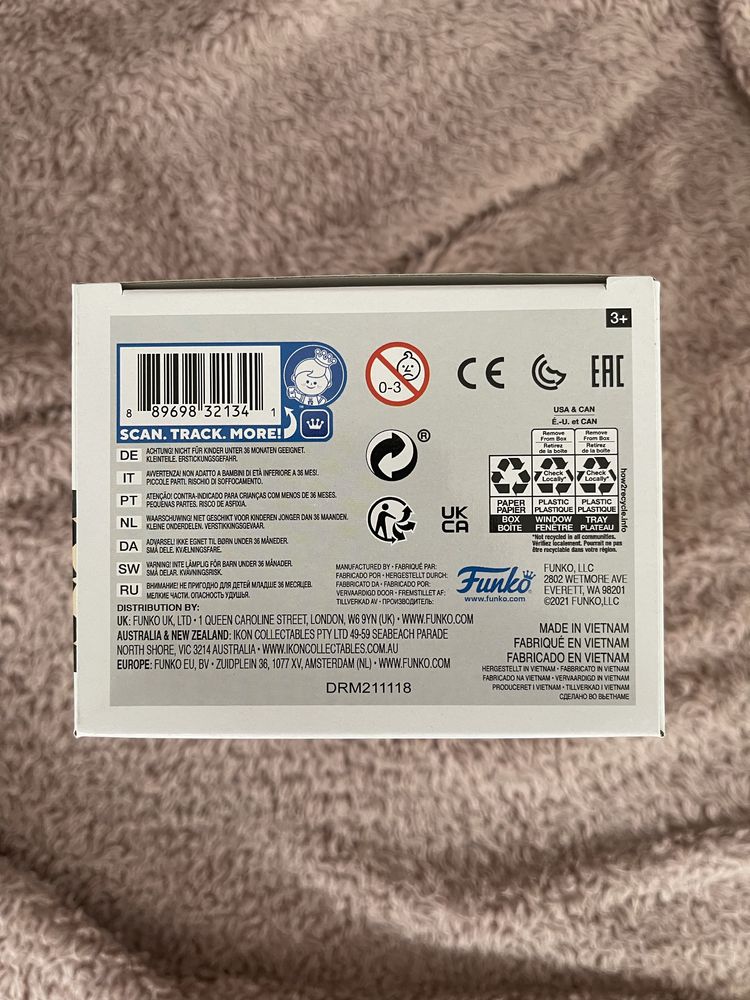 3+
8 89698 32134 1
SCAN. TRACK. MORE!
™
0-3
CE
EAC
®
UK
CA
USA & CAN
É.-U. et CAN
Remove From Box
Retirez de la boîte
Remove From Box
Retirez de la boîte
Check Locally*
Check Locally*
PAPER
PAPIER
PLASTIC
PLASTIQUE
PLASTIC
PLASTIQUE
BOX
BOÎTE
WINDOW
FENÊTRE
TRAY
PLATEAU
how2recycle.info
*Not recycled in all communities.
Vérifiez localement. Pourrait ne pas
être recyclable dans votre région.
DE ACHTUNG! NICHT FÜR KINDER UNTER 36 MONATEN GEEIGNET.
KLEINTEILE, ERSTICKUNGSGEFAHR.
IT AVVERTENZA! NON ADATTO A BAMBINI DI ETÀ INFERIORE A 36 MESI.
PICCOLE PARTI. RISCHIO DI SOFFOCAMENTO.
PT ATENÇÃO! CONTRA-INDICADO PARA CRIANÇAS COM MENOS DE 36 MESES.
PEQUENAS PARTES. RISCO DE ASFIXIA.
NL WAARSCHUWING! NIET GESCHIKT VOOR KINDEREN JONGER DAN 36 MAANDEN.
KLEINE ONDERDELEN. VERSTIKKINGSGEVAAR.
DA ADVARSEL! IKKE EGNET TIL BØRN UNDER 36 MÅNEDER.
SMÅ DELE. KVÆLNINGSFARE.
SW VARNING! INTE LÄMPLIG FÖR BARN UNDER 36 MÅNADER.
SMÅ DELAR. KVÄVNINGSRISK.
RU ВНИМАНИЕ! НЕ ПРИГОДНО ДЛЯ ДЕТЕЙ МЛАДШЕ 36 МЕСЯЦЕВ.
МЕЛКИЕ ЧАСТИ. ОПАСНОСТЬ УДУШЬЯ.
MANUFACTURED BY • FABRIQUÉ PAR:
FABRICADO POR • HERGESTELLT DURCH:
FABRICATO DA • FABRICADO POR:
VERVAARDIGD DOOR • FREMSTILLET AF:
TILLVERKAD AV • ПРОИЗВОДИТЕЛЬ:
Funko
www.funko.com
FUNKO, LLC
2802 WETMORE AVE
EVERETT, WA 98201
©2021 FUNKO,LLC
DISTRIBUTION BY:
UK: FUNKO UK, LTD • 1 QUEEN CAROLINE STREET, LONDON, W6 9YN (UK) • WWW.FUNKO.COM
AUSTRALIA & NEW ZEALAND: IKON COLLECTABLES PTY LTD 49-59 SEABEACH PARADE
NORTH SHORE, VIC 3214 AUSTRALIA • WWW.IKONCOLLECTABLES.COM.AU
EUROPE: FUNKO EU, BV • ZUIDPLEIN 36, 1077 XV, AMSTERDAM (NL) • WWW.FUNKO.COM
MADE IN VIETNAM
FABRIQUÉ EN VIETNAM
FABRICADO EN VIETNAM
HERGESTELLT IN VIETNAM • FABBRICATO IN VIETNAM
FABRICADO NA VIETNAM • VERVAARDIGD IN VIETNAM
PRODUCERET I VIETNAM • TILLVERKAD I VIETNAM
СДЕЛАНО ВО ВЬЕТНАМЕ
DRM211118